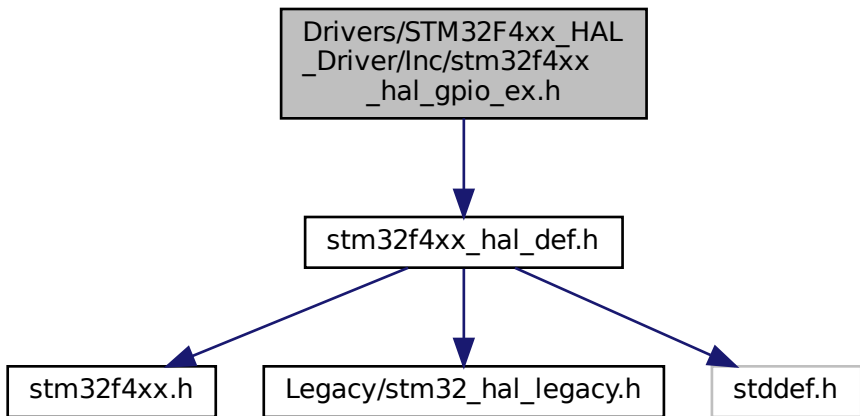 Drivers/STM32F4xx_HAL
_Driver/Inc/stm32f4xx
_hal_gpio_ex.h
stm32f4xx_hal_def.h
stm32f4xx.h
Legacy/stm32_hal_legacy.h
stddef.h